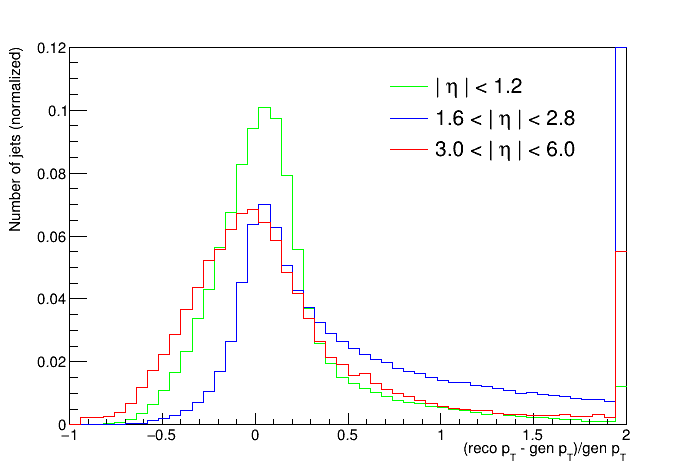 Number of jets (normalized)
0.12
0.1
0.08
0.06
0.04
0.02
0
| η | < 1.2
1.6 < | η | < 2.8
3.0 < | η | < 6.0
−1 −0.5 0 0.5 1 1.5 2
(reco p_T - gen p_T)/gen p_T